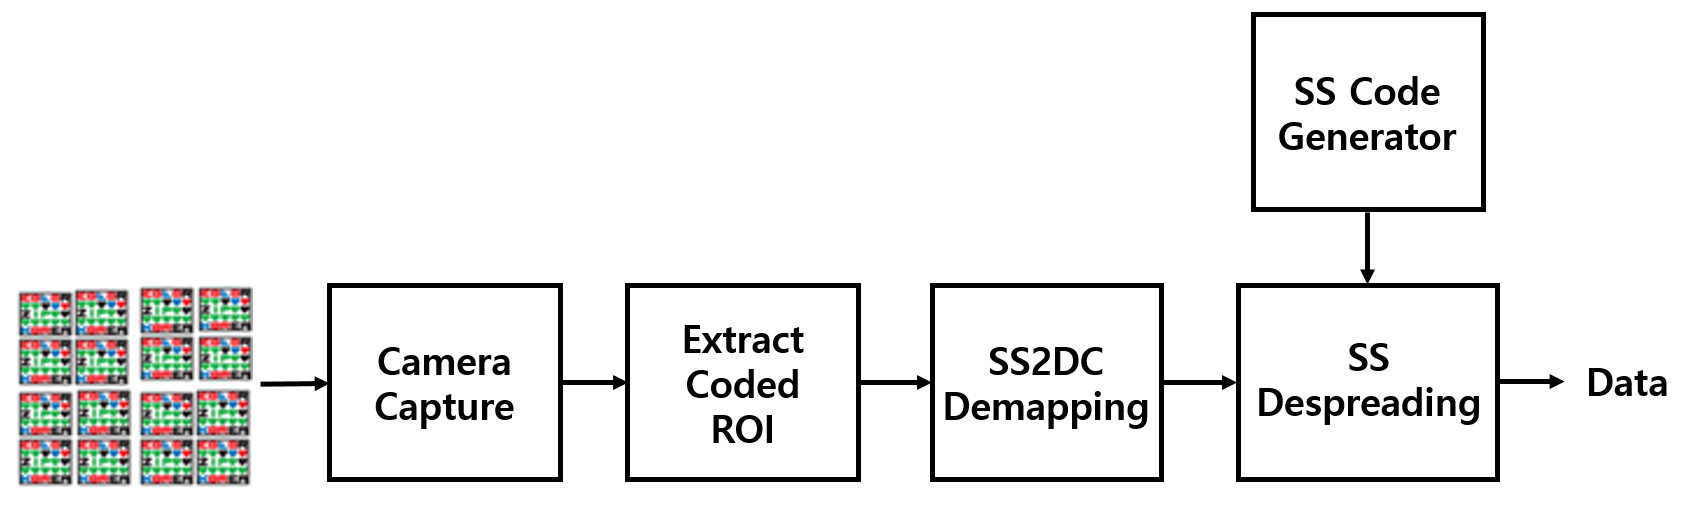 SS Code
Generator
Camera
Capture
Extract
Coded
ROI
SS2DC
Demapping
SS
Despreading
Data